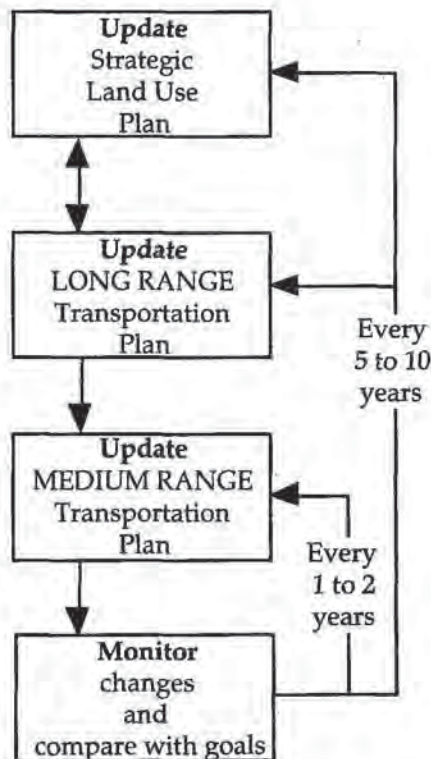 Update
Strategic
Land Use
Plan
Update
LONG RANGE
Transportation
Plan
Every
5 to 10
years
Update
MEDIUM RANGE
Transportation
Plan
Every
1 to 2
years
Monitor
changes
and
compare with goals